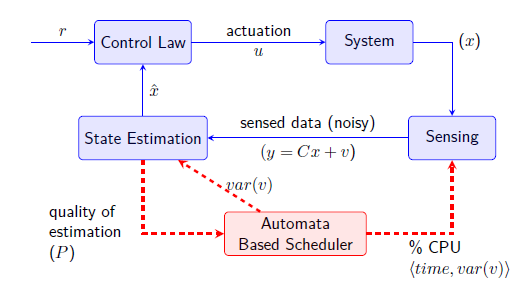 r
Control Law
actuation
u
System
(x)
x̂
State Estimation
sensed data (noisy)
(y = Cx + v)
Sensing
var(v)
quality of
estimation
(P)
Automata
Based Scheduler
% CPU
⟨time, var(v)⟩